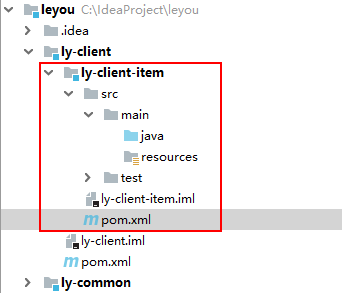 leyou C:\IdeaProject\leyou
.idea
ly-client
ly-client-item
src
main
java
resources
test
ly-client-item.iml
pom.xml
ly-client.iml
pom.xml
ly-common